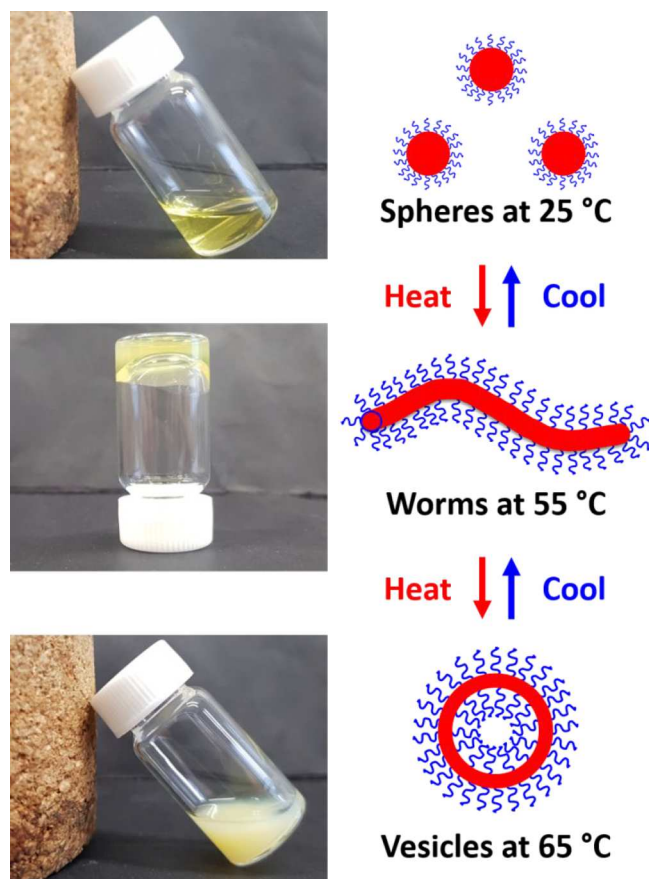 Spheres at 25 °C
Heat Cool
Worms at 55 °C
Heat Cool
Vesicles at 65 °C